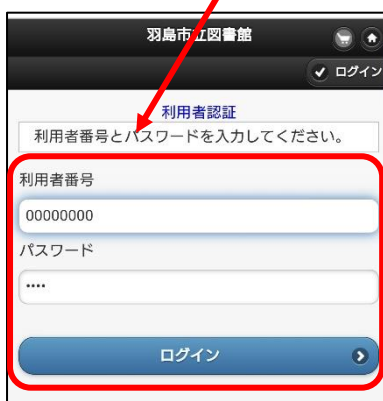 羽島市立図書館
ログイン
利用者認証
利用者番号とパスワードを入力してください。
利用者番号
00000000
パスワード
••••
ログイン